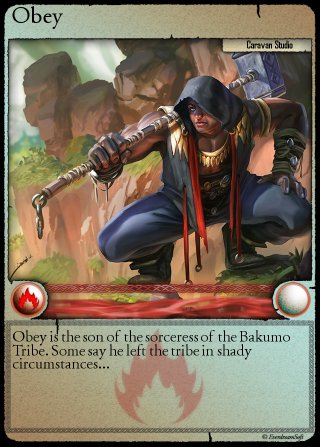 Obey
Caravan Studio
Obey is the son of the sorceress of the Bakumo
Tribe. Some say he left the tribe in shady
circumstances...
© EverdreamSoft